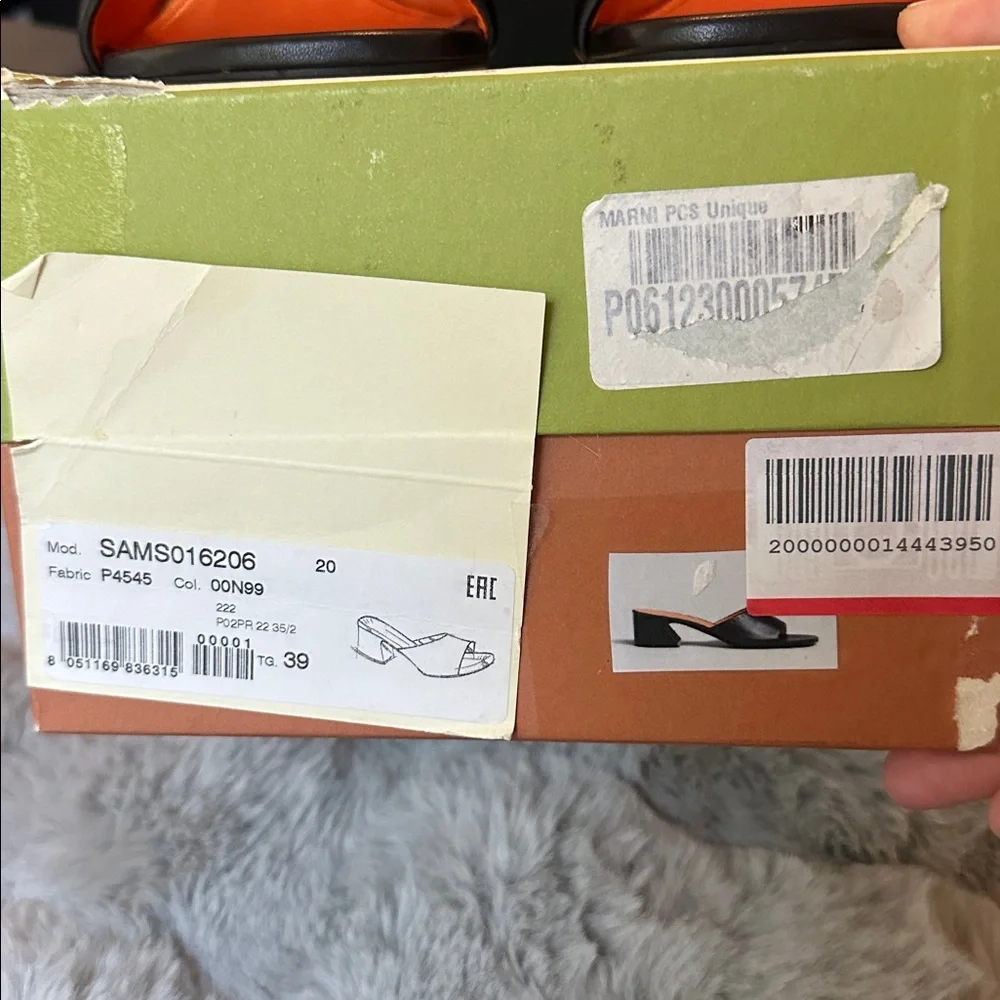 MARNI PCS Unique
2000000014443950
Mod. SAMS016206 20
Fabric P4545 Col. 00N99
EAC
222
P02PR 22 35/2
00001
8 051169 836315
TG. 39